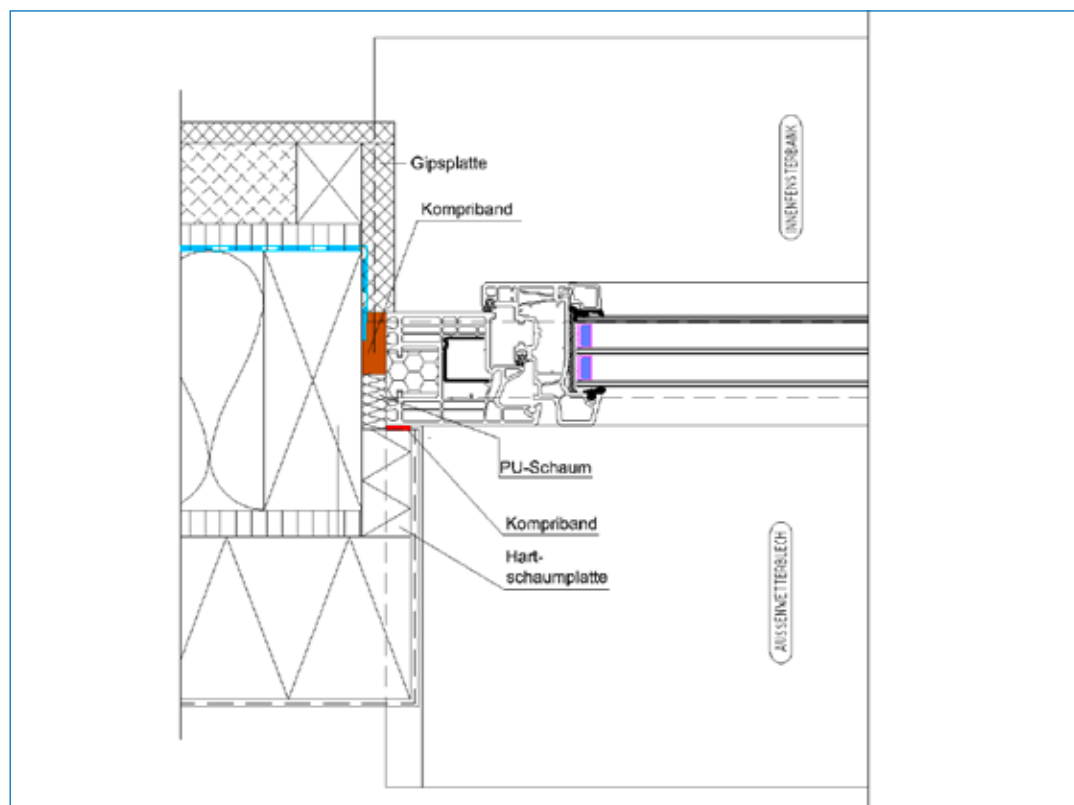 INNENFENSTERBANK
Gipsplatte
Kompriband
PU-Schaum
Kompriband
Hart-
schaumplatte
AUSSENWETTERBLECH